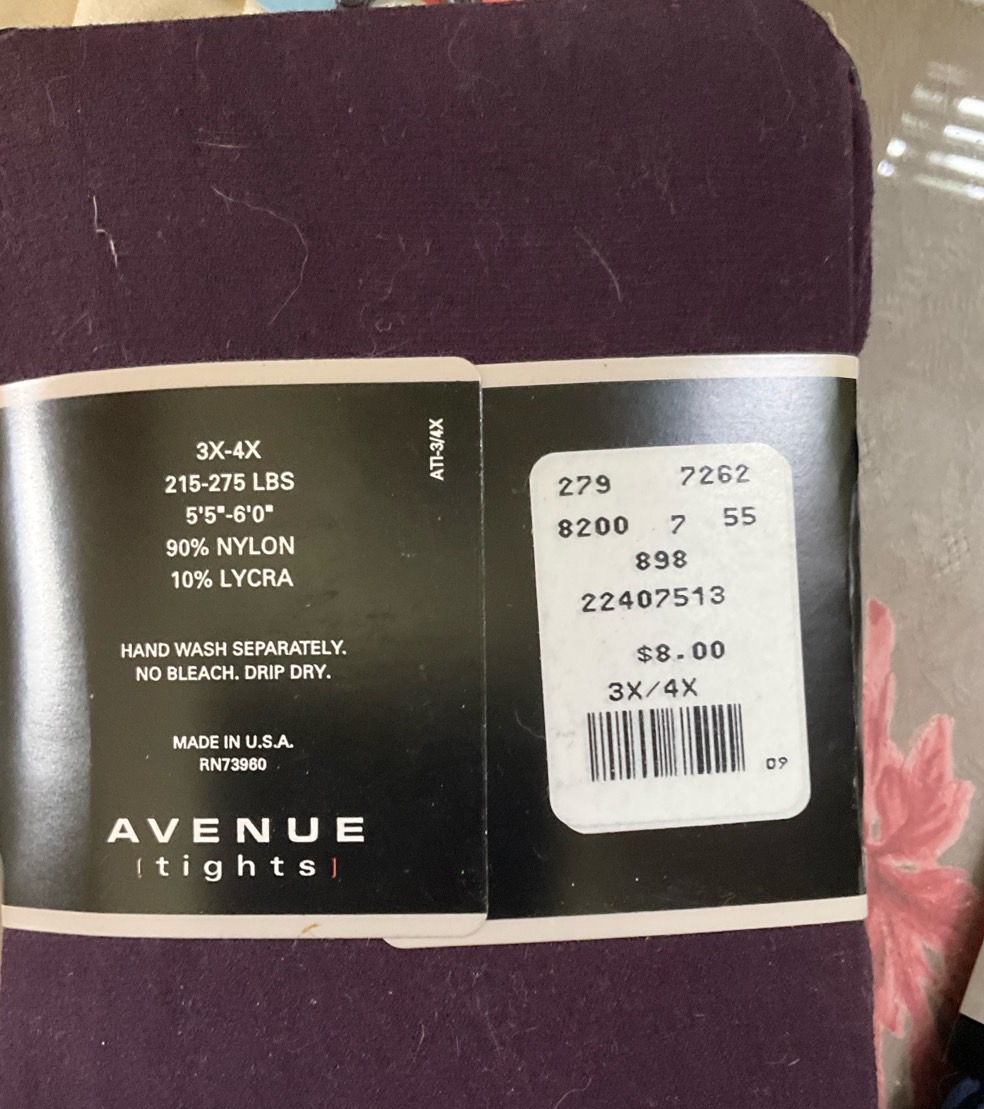 3X-4X
215-275 LBS
5'5"-6'0"
90% NYLON
10% LYCRA
HAND WASH SEPARATELY.
NO BLEACH. DRIP DRY.
MADE IN U.S.A.
RN73960
AVENUE
[tights]
ATI-3/4X
279 7262
8200 7 55
898
22407513
$8.00
3X/4X
09